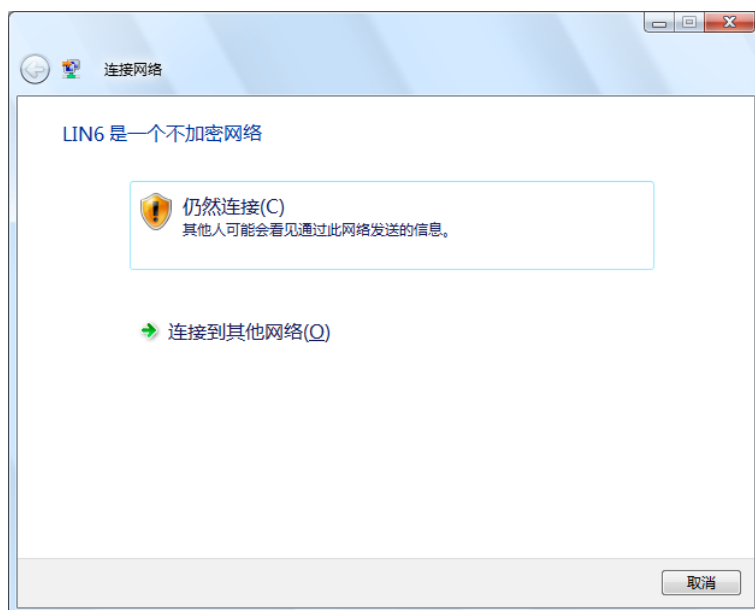 连接网络
LIN6 是一个不加密网络
仍然连接(C)
其他人可能会看见通过此网络发送的信息。
连接到其他网络(O)
取消